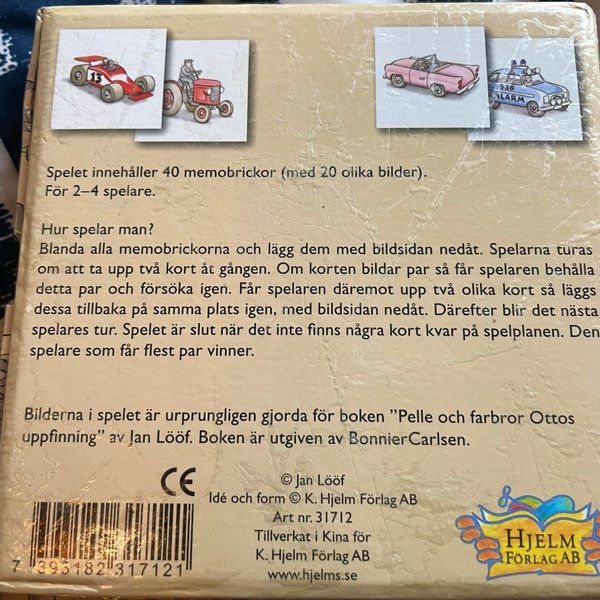 13
238
ALARM
Spelet innehåller 40 memobrickor (med 20 olika bilder).
För 2–4 spelare.
Hur spelar man?
Blanda alla memobrickorna och lägg dem med bildsidan nedåt. Spelarna turas
om att ta upp två kort åt gången. Om korten bildar par så får spelaren behålla
detta par och försöka igen. Får spelaren däremot upp två olika kort så läggs
dessa tillbaka på samma plats igen, med bildsidan nedåt. Därefter blir det nästa
spelares tur. Spelet är slut när det inte finns några kort kvar på spelplanen. Den
spelare som får flest par vinner.
Bilderna i spelet är urprungligen gjorda för boken ”Pelle och farbror Ottos
uppfinning” av Jan Lööf. Boken är utgiven av BonnierCarlsen.
CE
© Jan Lööf
Idé och form © K. Hjelm Förlag AB
Art nr. 31712
Tillverkat i Kina för
K. Hjelm Förlag AB
www.hjelms.se
7 393182 317121
HJELM
FÖRLAG AB